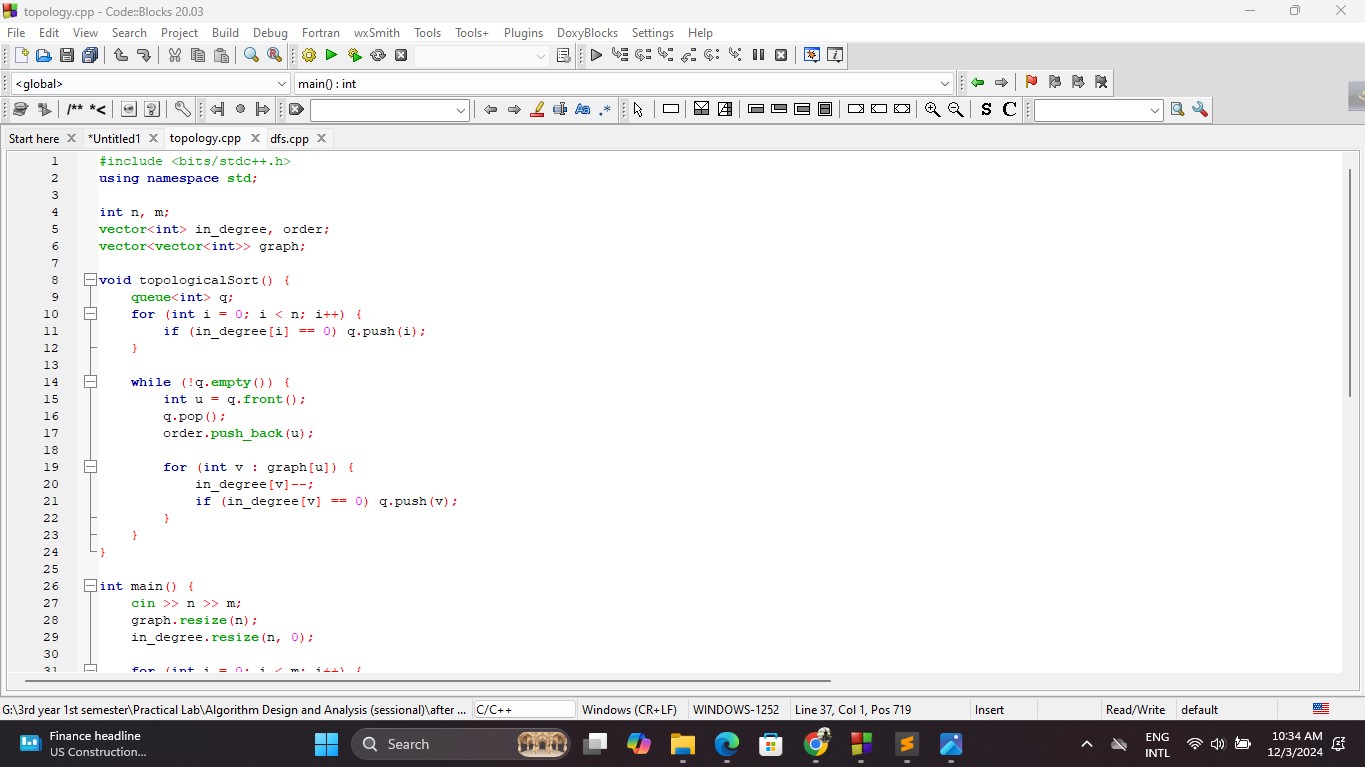 topology.cpp - Code::Blocks 20.03
File Edit View Search Project Build Debug Fortran wxSmith Tools Tools+ Plugins DoxyBlocks Settings Help
<global> main() : int
/** *< Aa .* S C
Start here *Untitled1 topology.cpp dfs.cpp
1 #include <bits/stdc++.h>
2 using namespace std;
3
4 int n, m;
5 vector<int> in_degree, order;
6 vector<vector<int>> graph;
7
8 void topologicalSort() {
9 queue<int> q;
10 for (int i = 0; i < n; i++) {
11 if (in_degree[i] == 0) q.push(i);
12 }
13
14 while (!q.empty()) {
15 int u = q.front();
16 q.pop();
17 order.push_back(u);
18
19 for (int v : graph[u]) {
20 in_degree[v]--;
21 if (in_degree[v] == 0) q.push(v);
22 }
23 }
24 }
25
26 int main() {
27 cin >> n >> m;
28 graph.resize(n);
29 in_degree.resize(n, 0);
30
31 for (int i = 0; i < m; i++) {
G:\3rd year 1st semester\Practical Lab\Algorithm Design and Analysis (sessional)\after ... C/C++ Windows (CR+LF) WINDOWS-1252 Line 37, Col 1, Pos 719 Insert Read/Write default
Finance headline
US Construction...
Search
ENG
INTL
10:34 AM
12/3/2024